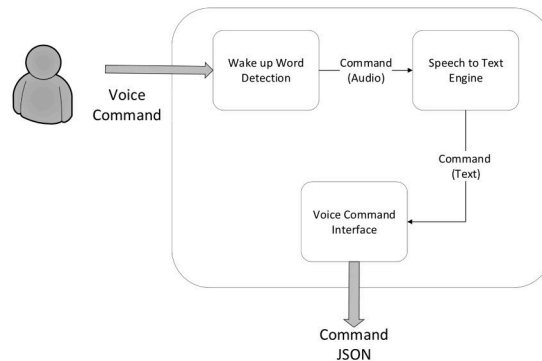 Voice
Command
Wake up Word
Detection
Command
(Audio)
Speech to Text
Engine
Command
(Text)
Voice Command
Interface
Command
JSON